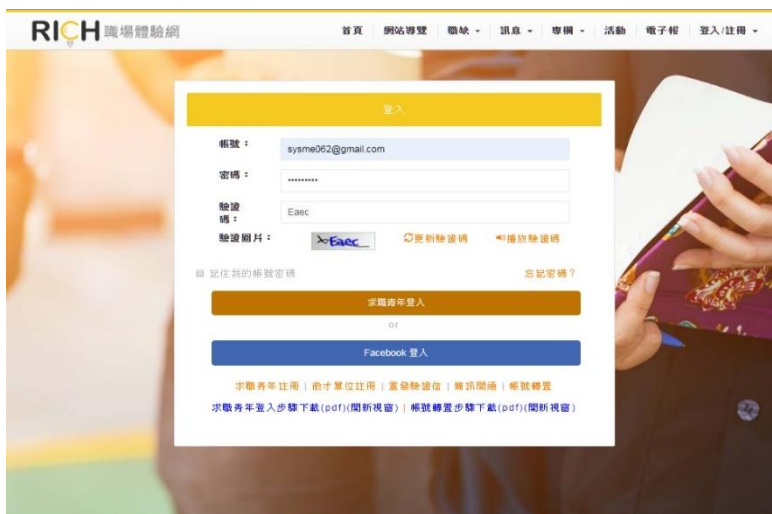 RICH 職場體驗網
首頁 網站導覽 職缺 訊息 專欄 活動 電子報 登入/註冊
登入
帳號：
sysme062@gmail.com
密碼：
•••••••••
驗證
碼：
Eaec
驗證圖片： Eaec 更新驗證碼 播放驗證碼
記住我的帳號密碼 忘記密碼？
求職青年登入
or
Facebook 登入
求職青年註冊 | 徵才單位註冊 | 重發驗證信 | 簡訊開通 | 帳號轉置
求職青年登入步驟下載(pdf)(開新視窗) | 帳號轉置步驟下載(pdf)(開新視窗)